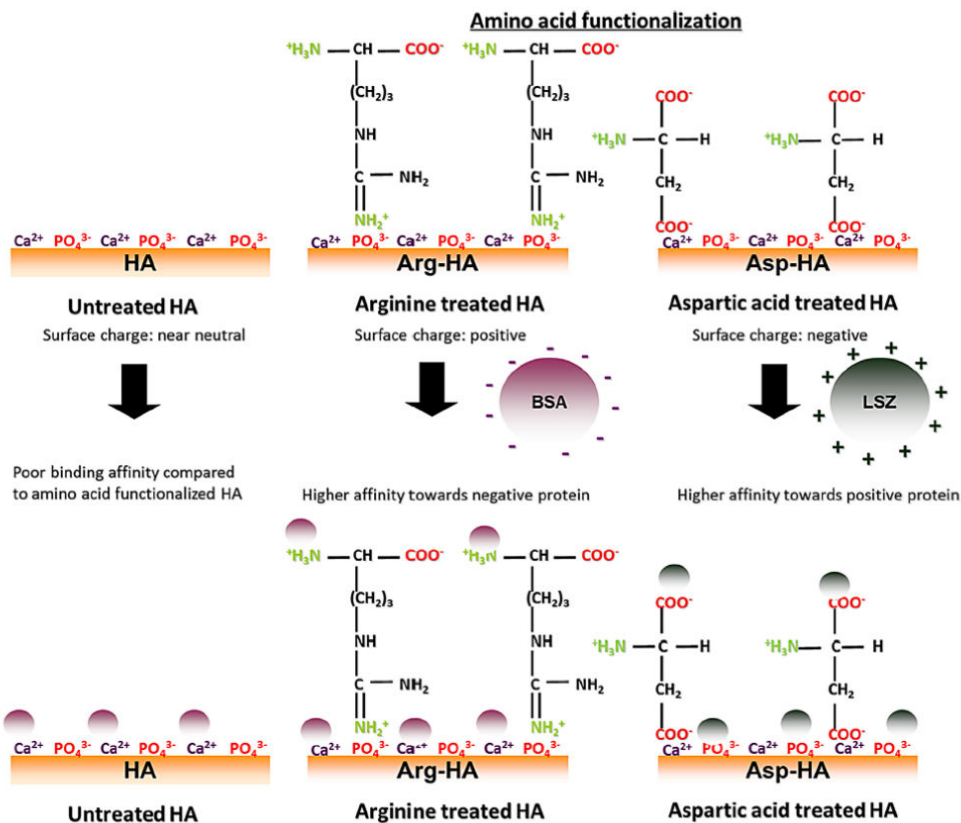 Amino acid functionalization
⁺H₃N — CH — COO⁻ ⁺H₃N — CH — COO⁻
(CH₂)₃ (CH₂)₃ COO⁻ COO⁻
NH NH ⁺H₃N — C — H ⁺H₃N — C — H
C — NH₂ C — NH₂ CH₂ CH₂
NH₂⁺ NH₂⁺ COO⁻ COO⁻
Ca²⁺ PO₄³⁻ Ca²⁺ PO₄³⁻ Ca²⁺ PO₄³⁻ Ca²⁺ PO₄³⁻ Ca²⁺ PO₄³⁻ Ca²⁺ PO₄³⁻ Ca²⁺ PO₄³⁻ Ca²⁺ PO₄³⁻ Ca²⁺ PO₄³⁻
HA Arg-HA Asp-HA
Untreated HA Arginine treated HA Aspartic acid treated HA
Surface charge: near neutral Surface charge: positive Surface charge: negative
BSA LSZ
Poor binding affinity compared
to amino acid functionalized HA
Higher affinity towards negative protein Higher affinity towards positive protein
⁺H₃N — CH — COO⁻ ⁺H₃N — CH — COO⁻
(CH₂)₃ (CH₂)₃ COO⁻ COO⁻
NH NH ⁺H₃N — C — H ⁺H₃N — C — H
C — NH₂ C — NH₂ CH₂ CH₂
NH₂⁺ NH₂⁺ COO⁻ COO⁻
Ca²⁺ PO₄³⁻ Ca²⁺ PO₄³⁻ Ca²⁺ PO₄³⁻ Ca²⁺ PO₄³⁻ Ca²⁺ PO₄³⁻ Ca²⁺ PO₄³⁻ Ca²⁺ PO₄³⁻ Ca²⁺ PO₄³⁻ Ca²⁺ PO₄³⁻
HA Arg-HA Asp-HA
Untreated HA Arginine treated HA Aspartic acid treated HA